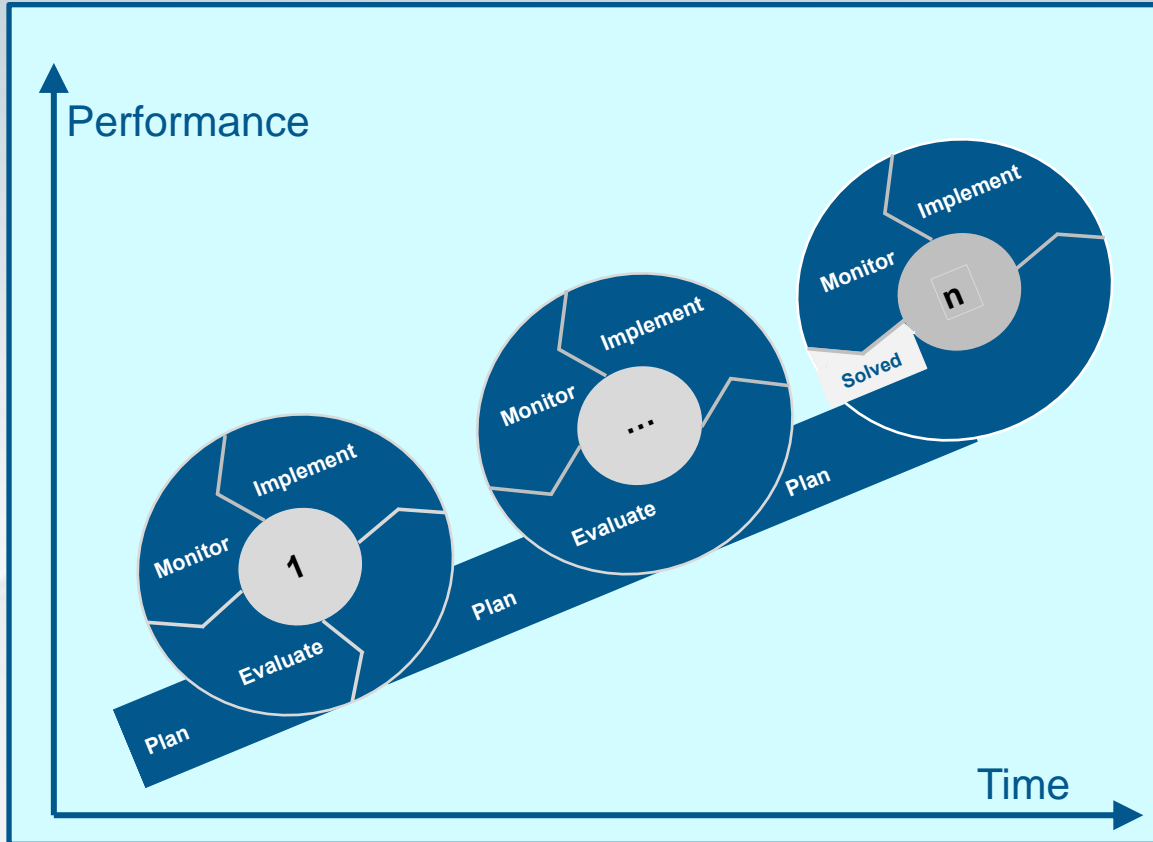 Performance
Implement
Monitor
n
Solved
Implement
Monitor
...
Evaluate
Plan
Implement
Monitor
1
Evaluate
Plan
Plan
Time